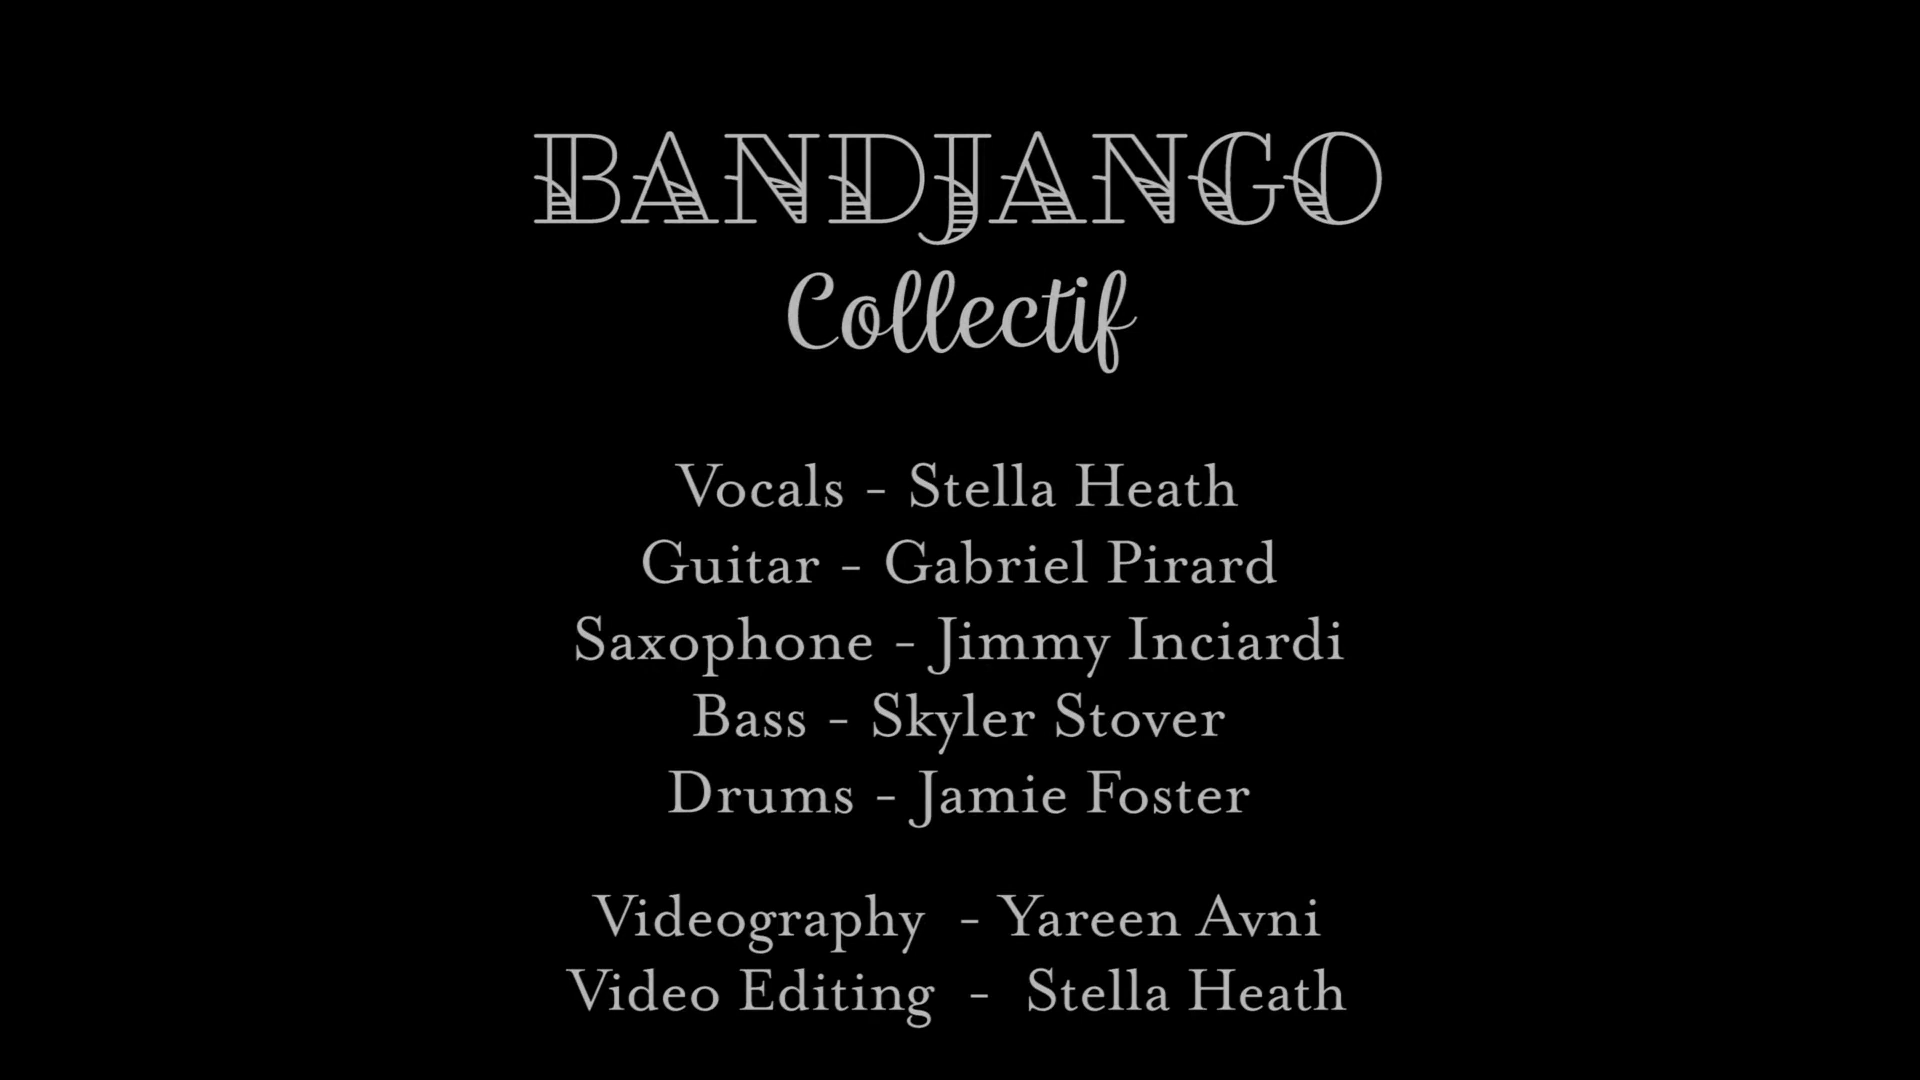 BANDJANGO
Collectif
Vocals - Stella Heath
Guitar - Gabriel Pirard
Saxophone - Jimmy Inciardi
Bass - Skyler Stover
Drums - Jamie Foster
Videography - Yareen Avni
Video Editing - Stella Heath